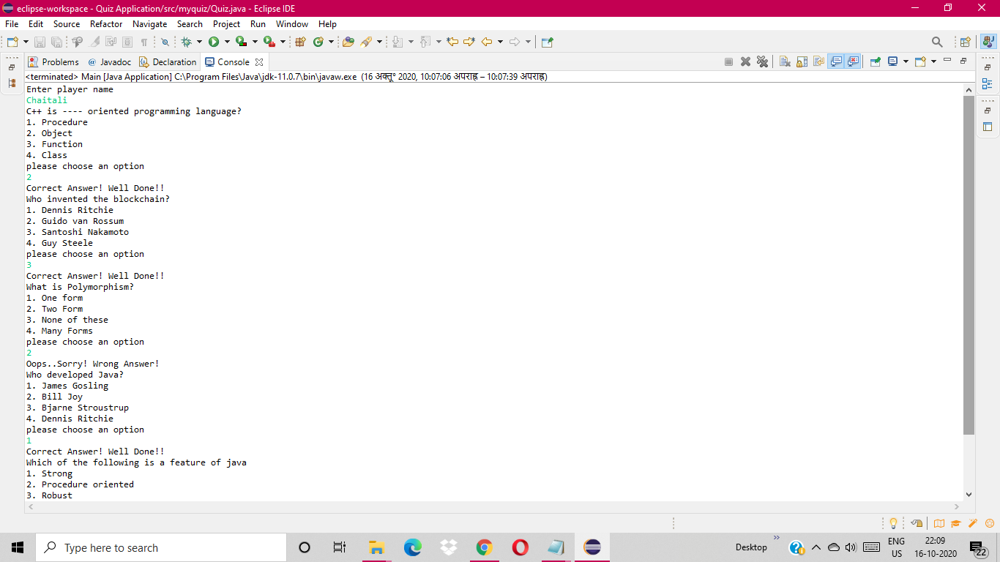 eclipse-workspace - Quiz Application/src/myquiz/Quiz.java - Eclipse IDE
File Edit Source Refactor Navigate Search Project Run Window Help
Problems @ Javadoc Declaration Console
<terminated> Main [Java Application] C:\Program Files\Java\jdk-11.0.7\bin\javaw.exe (16 अक्तू॰ 2020, 10:07:06 अपराह्न – 10:07:39 अपराह्न)
Enter player name
Chaitali
C++ is ---- oriented programming language?
1. Procedure
2. Object
3. Function
4. Class
please choose an option
2
Correct Answer! Well Done!!
Who invented the blockchain?
1. Dennis Ritchie
2. Guido van Rossum
3. Santoshi Nakamoto
4. Guy Steele
please choose an option
3
Correct Answer! Well Done!!
What is Polymorphism?
1. One form
2. Two Form
3. None of these
4. Many Forms
please choose an option
2
Oops..Sorry! Wrong Answer!
Who developed Java?
1. James Gosling
2. Bill Joy
3. Bjarne Stroustrup
4. Dennis Ritchie
please choose an option
1
Correct Answer! Well Done!!
Which of the following is a feature of java
1. Strong
2. Procedure oriented
3. Robust
Type here to search
Desktop
ENG
US
22:09
16-10-2020
22